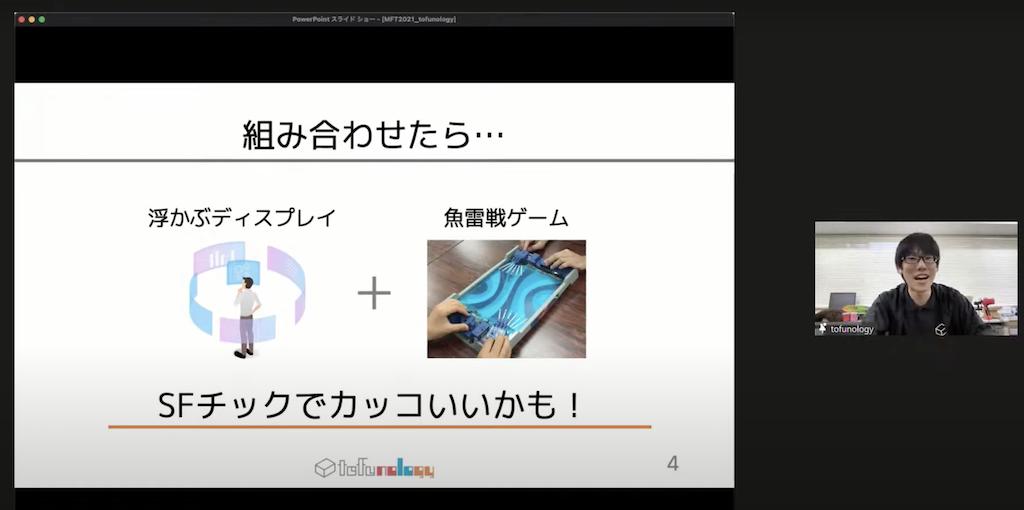 PowerPoint スライド ショー - [MFT2021_tofunology]
組み合わせたら…
浮かぶディスプレイ
魚雷戦ゲーム
+
SFチックでカッコいいかも！
tofunology
4
tofunology